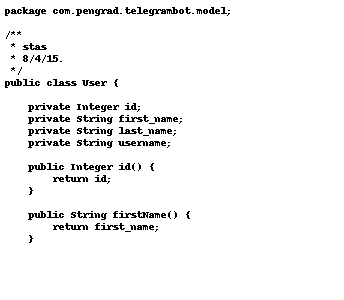 package com.pengrad.telegrambot.model;

/**
 * stas
 * 8/4/15.
 */
public class User {

    private Integer id;
    private String first_name;
    private String last_name;
    private String username;

    public Integer id() {
        return id;
    }

    public String firstName() {
        return first_name;
    }